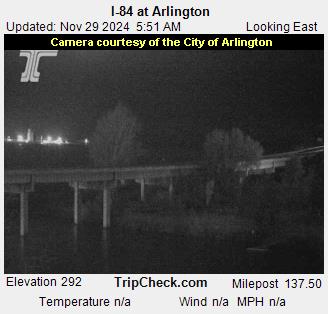 I-84 at Arlington
Updated: Nov 29 2024 5:51 AM Looking East
Camera courtesy of the City of Arlington
Elevation 292 TripCheck.com Milepost 137.50
Temperature n/a Wind n/a MPH n/a